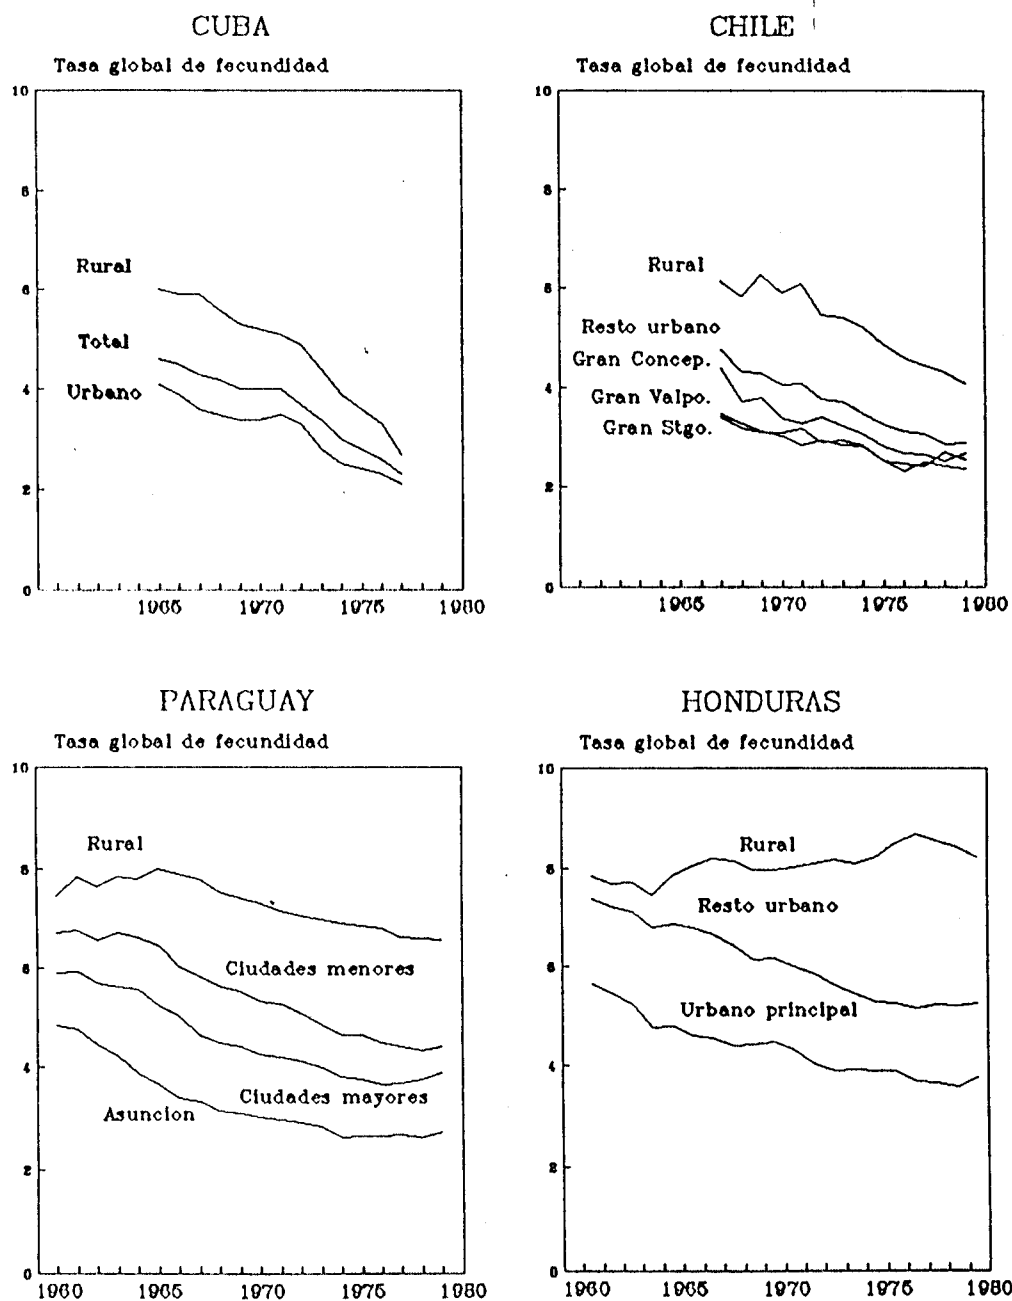 CUBA
Tasa global de fecundidad
10
8
6
4
2
0
Rural
Total
Urbano
1965 1970 1975 1980
CHILE
Tasa global de fecundidad
10
8
6
4
2
0
Rural
Resto urbano
Gran Concep.
Gran Valpo.
Gran Stgo.
1965 1970 1975 1980
PARAGUAY
Tasa global de fecundidad
10
8
6
4
2
0
Rural
Ciudades menores
Ciudades mayores
Asuncion
1960 1965 1970 1975 1980
HONDURAS
Tasa global de fecundidad
10
8
6
4
2
0
Rural
Resto urbano
Urbano principal
1960 1965 1970 1975 1980